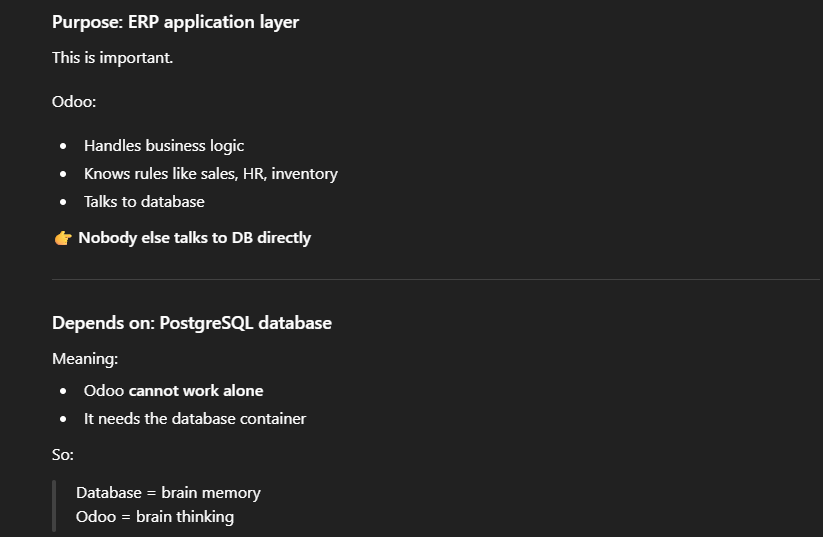 Purpose: ERP application layer
This is important.
Odoo:
• Handles business logic
• Knows rules like sales, HR, inventory
• Talks to database
👉 Nobody else talks to DB directly
Depends on: PostgreSQL database
Meaning:
• Odoo cannot work alone
• It needs the database container
So:
Database = brain memory
Odoo = brain thinking